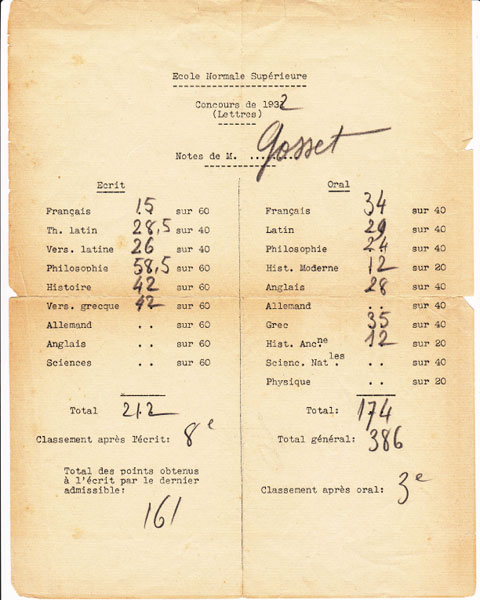 Ecole Normale Supérieure
Concours de 1932
(Lettres)
Notes de M. ........ Gosset
Ecrit
Français 15 sur 60
Th. latin 28,5 sur 40
Vers. latine 26 sur 40
Philosophie 58,5 sur 60
Histoire 42 sur 60
Vers. grecque 42 sur 60
Allemand .. sur 60
Anglais .. sur 60
Sciences .. sur 60
Total 212
Classement après l'écrit: 8e
Total des points obtenus
à l'écrit par le dernier
admissible:
161
Oral
Français 34 sur 40
Latin 29 sur 40
Philosophie 24 sur 40
Hist. Moderne 12 sur 20
Anglais 28 sur 40
Allemand .. sur 40
Grec 35 sur 40
Hist. Anc.ne 12 sur 20
Scienc. Nat.les .. sur 40
Physique .. sur 20
Total: 174
Total général: 386
Classement après oral: 3e